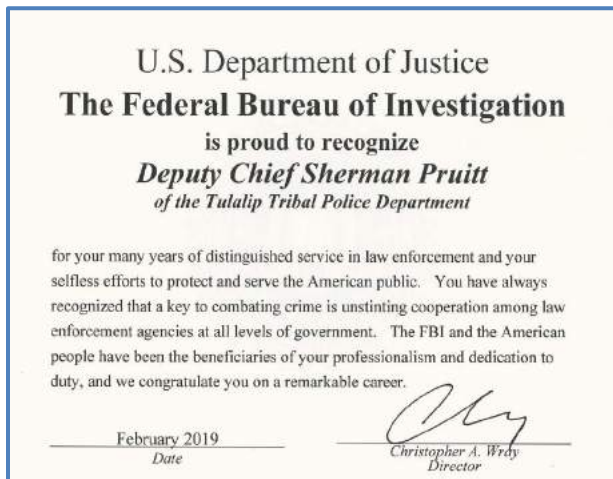 U.S. Department of Justice
The Federal Bureau of Investigation
is proud to recognize
Deputy Chief Sherman Pruitt
of the Tulalip Tribal Police Department
for your many years of distinguished service in law enforcement and your
selfless efforts to protect and serve the American public. You have always
recognized that a key to combating crime is unstinting cooperation among law
enforcement agencies at all levels of government. The FBI and the American
people have been the beneficiaries of your professionalism and dedication to
duty, and we congratulate you on a remarkable career.
February 2019
Date
Christopher A. Wray
Director